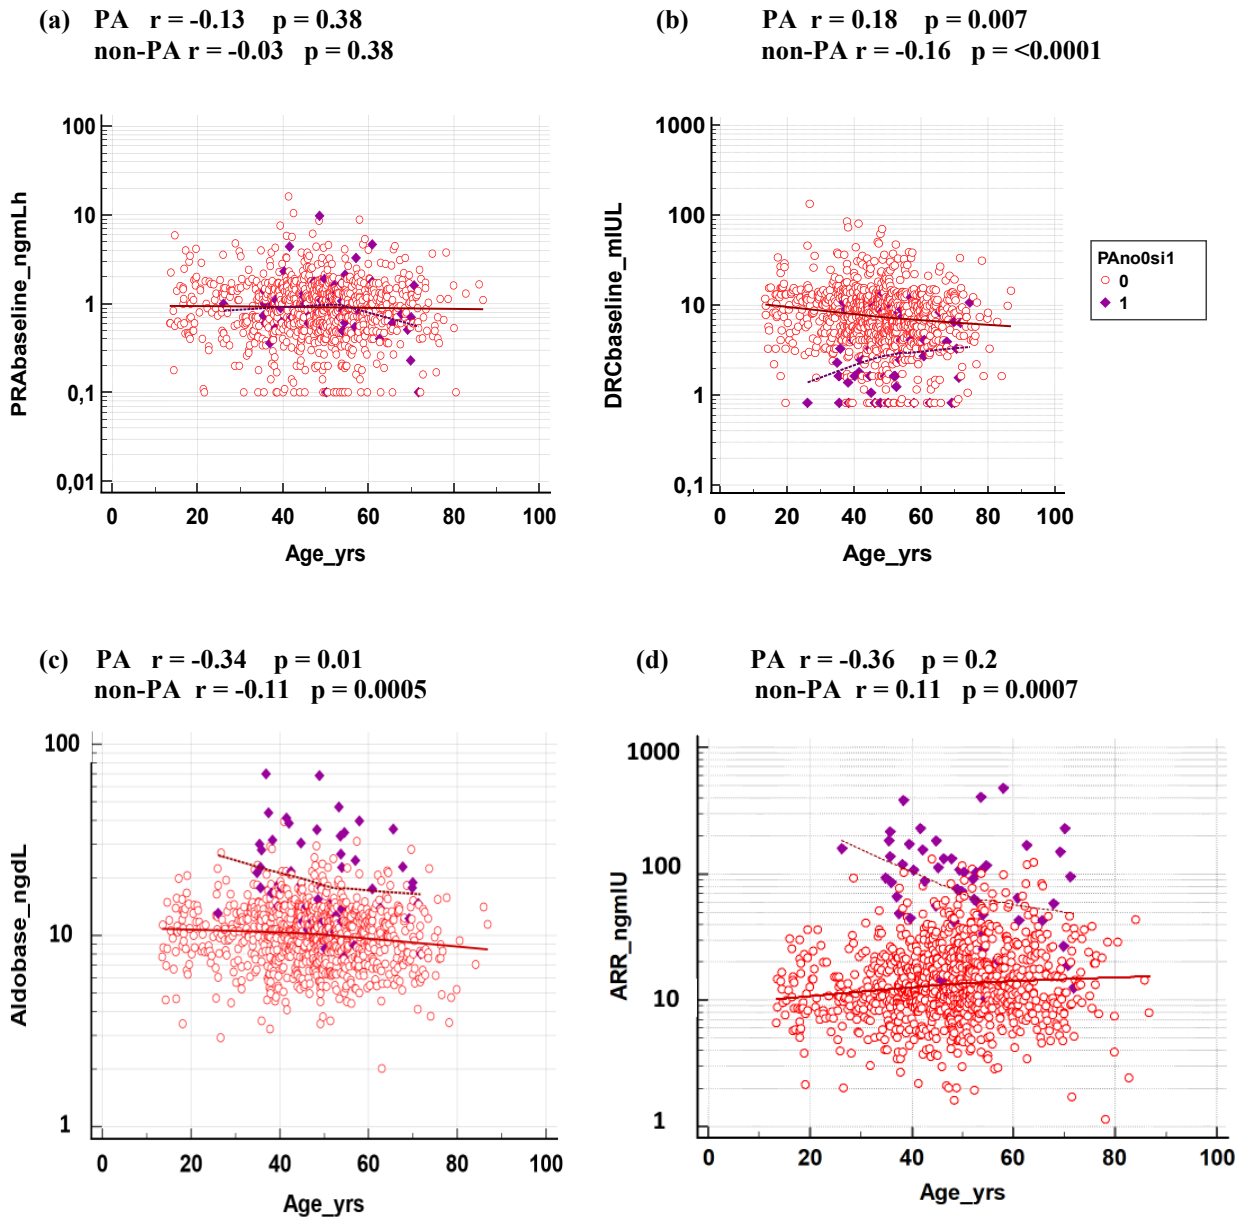 (a) PA r = -0.13 p = 0.38
non-PA r = -0.03 p = 0.38
100
10
1
0,1
0,01
PRAbaseline_ngmLh
0 20 40 60 80 100
Age_yrs
(b) PA r = 0.18 p = 0.007
non-PA r = -0.16 p = <0.0001
1000
100
10
1
0,1
DRCbaseline_mIUL
0 20 40 60 80 100
Age_yrs
PAno0si1
0
1
(c) PA r = -0.34 p = 0.01
non-PA r = -0.11 p = 0.0005
100
10
1
Aldobase_ngdL
0 20 40 60 80 100
Age_yrs
(d) PA r = -0.36 p = 0.2
non-PA r = 0.11 p = 0.0007
1000
100
10
1
ARR_ngmIU
0 20 40 60 80 100
Age_yrs